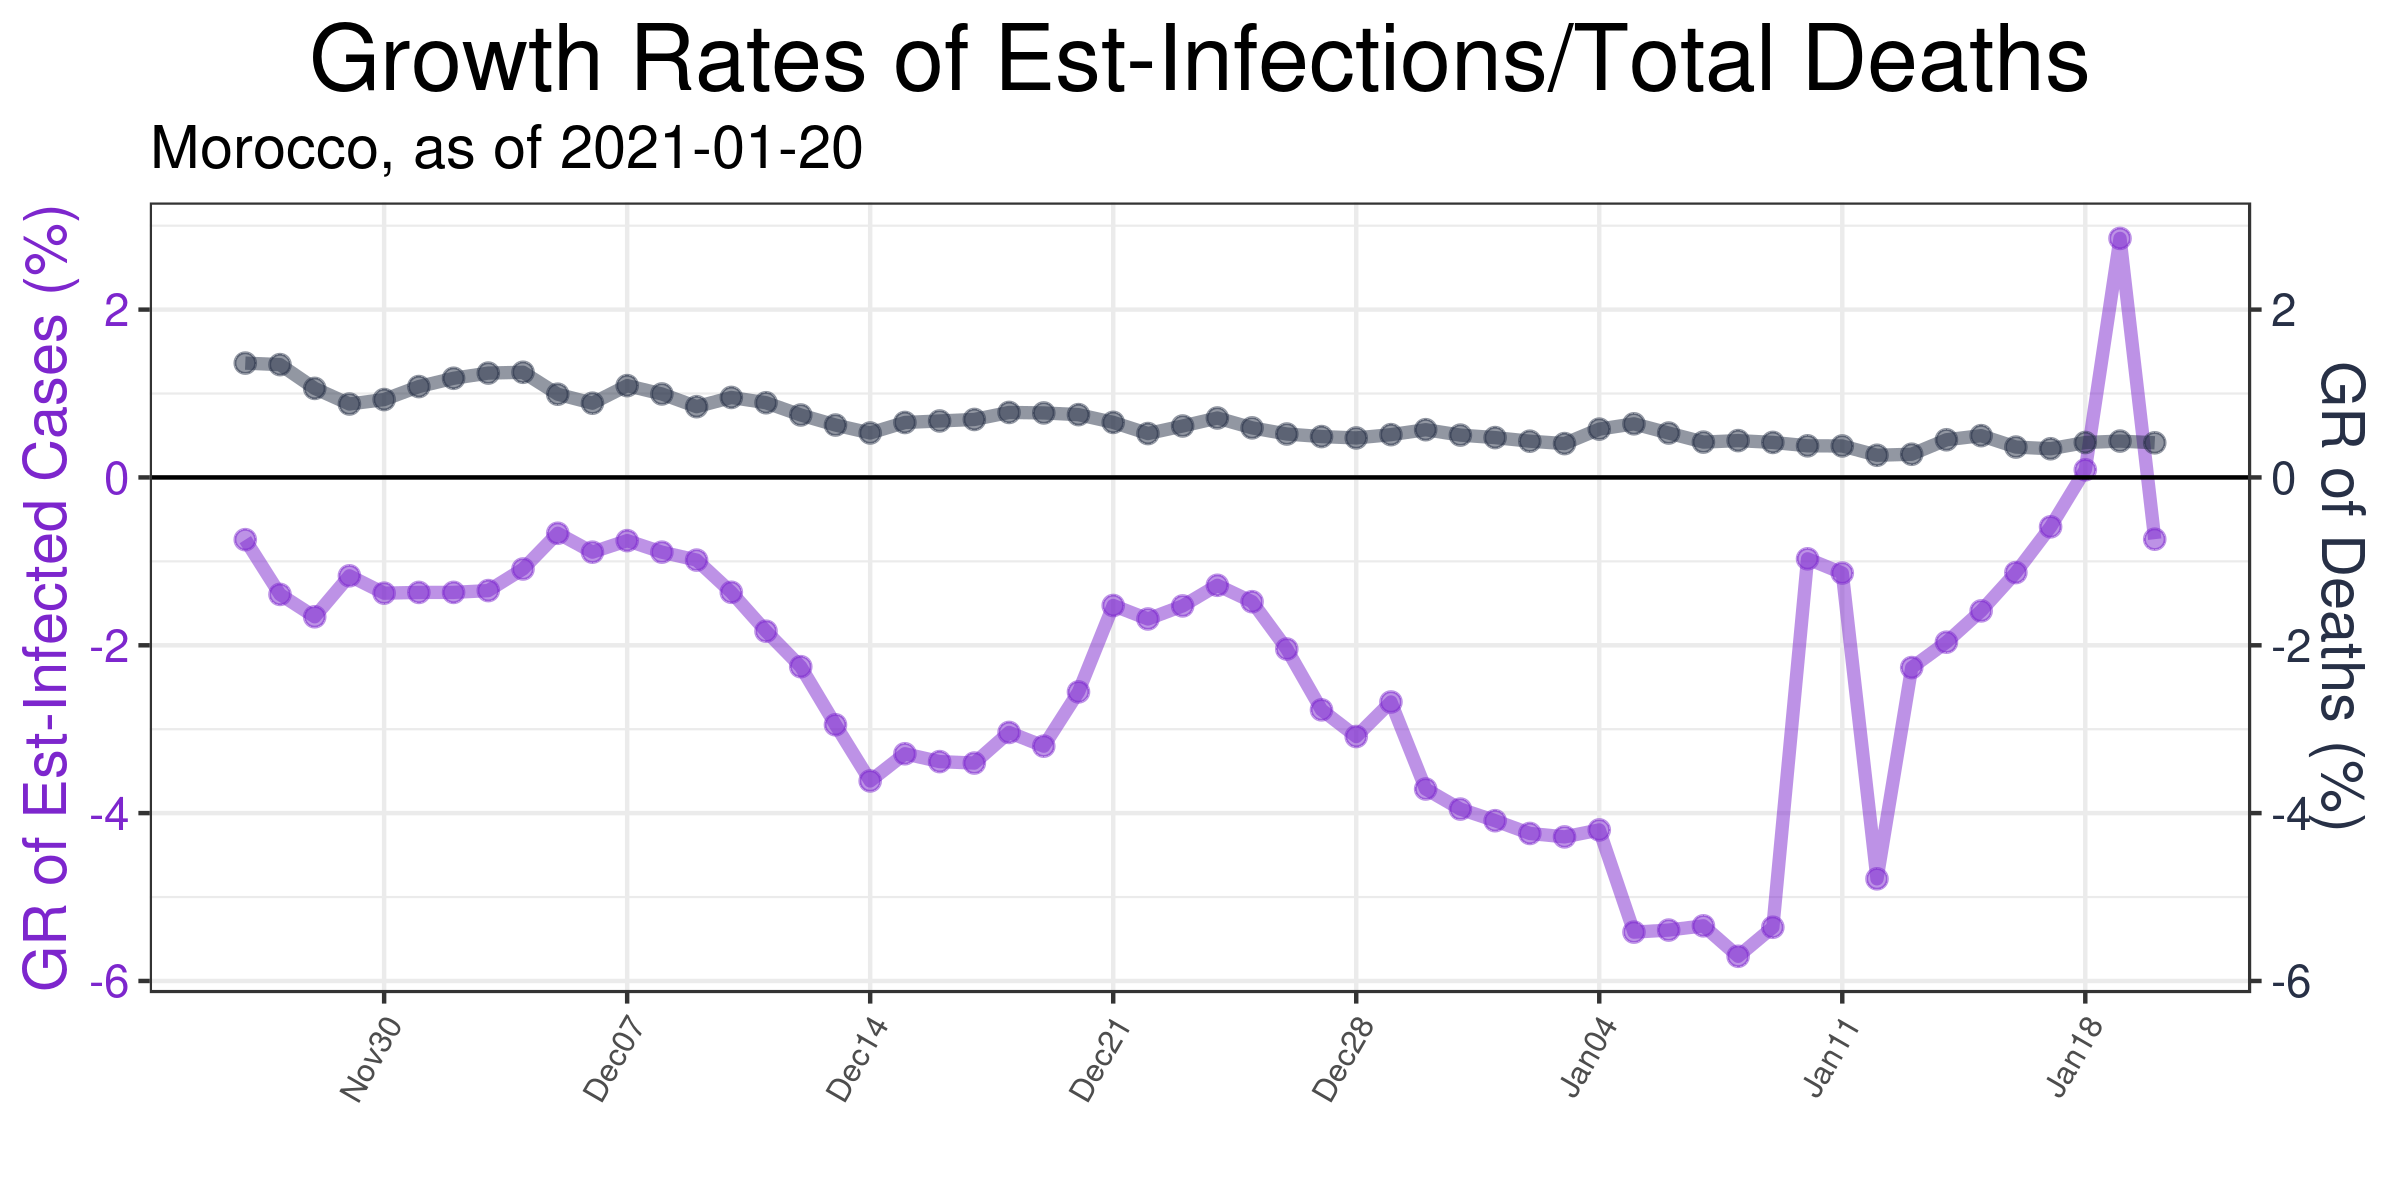 Growth Rates of Est-Infections/Total Deaths
Morocco, as of 2021-01-20
GR of Est-Infected Cases (%)
2
0
-2
-4
-6
2
0
-2
-4
-6
GR of Deaths (%)
Nov30
Dec07
Dec14
Dec21
Dec28
Jan04
Jan11
Jan18